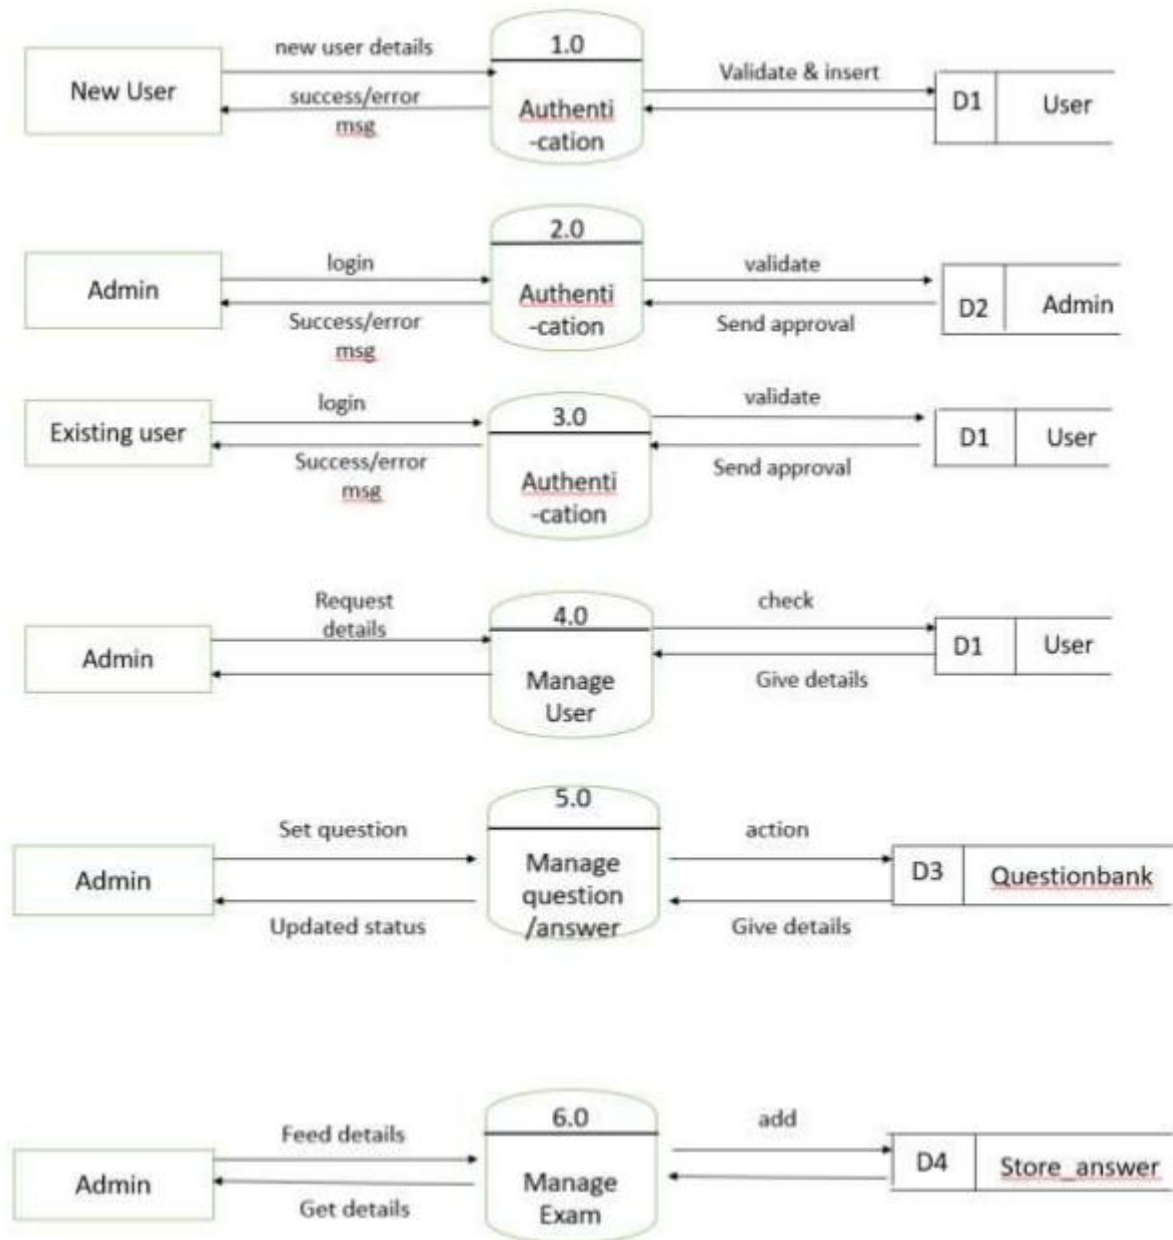 new user details
1.0
New User
Validate & insert
success/error
msg
Authenti
-cation
D1
User
2.0
login
validate
Admin
Authenti
-cation
D2
Admin
Success/error
msg
Send approval
login
3.0
validate
Existing user
D1
User
Success/error
msg
Send approval
Authenti
-cation
Request
details
4.0
check
Admin
D1
User
Manage
User
Give details
5.0
Set question
action
Admin
Manage
question
/answer
D3
Questionbank
Updated status
Give details
6.0
Feed details
add
Admin
Manage
Exam
D4
Store_answer
Get details